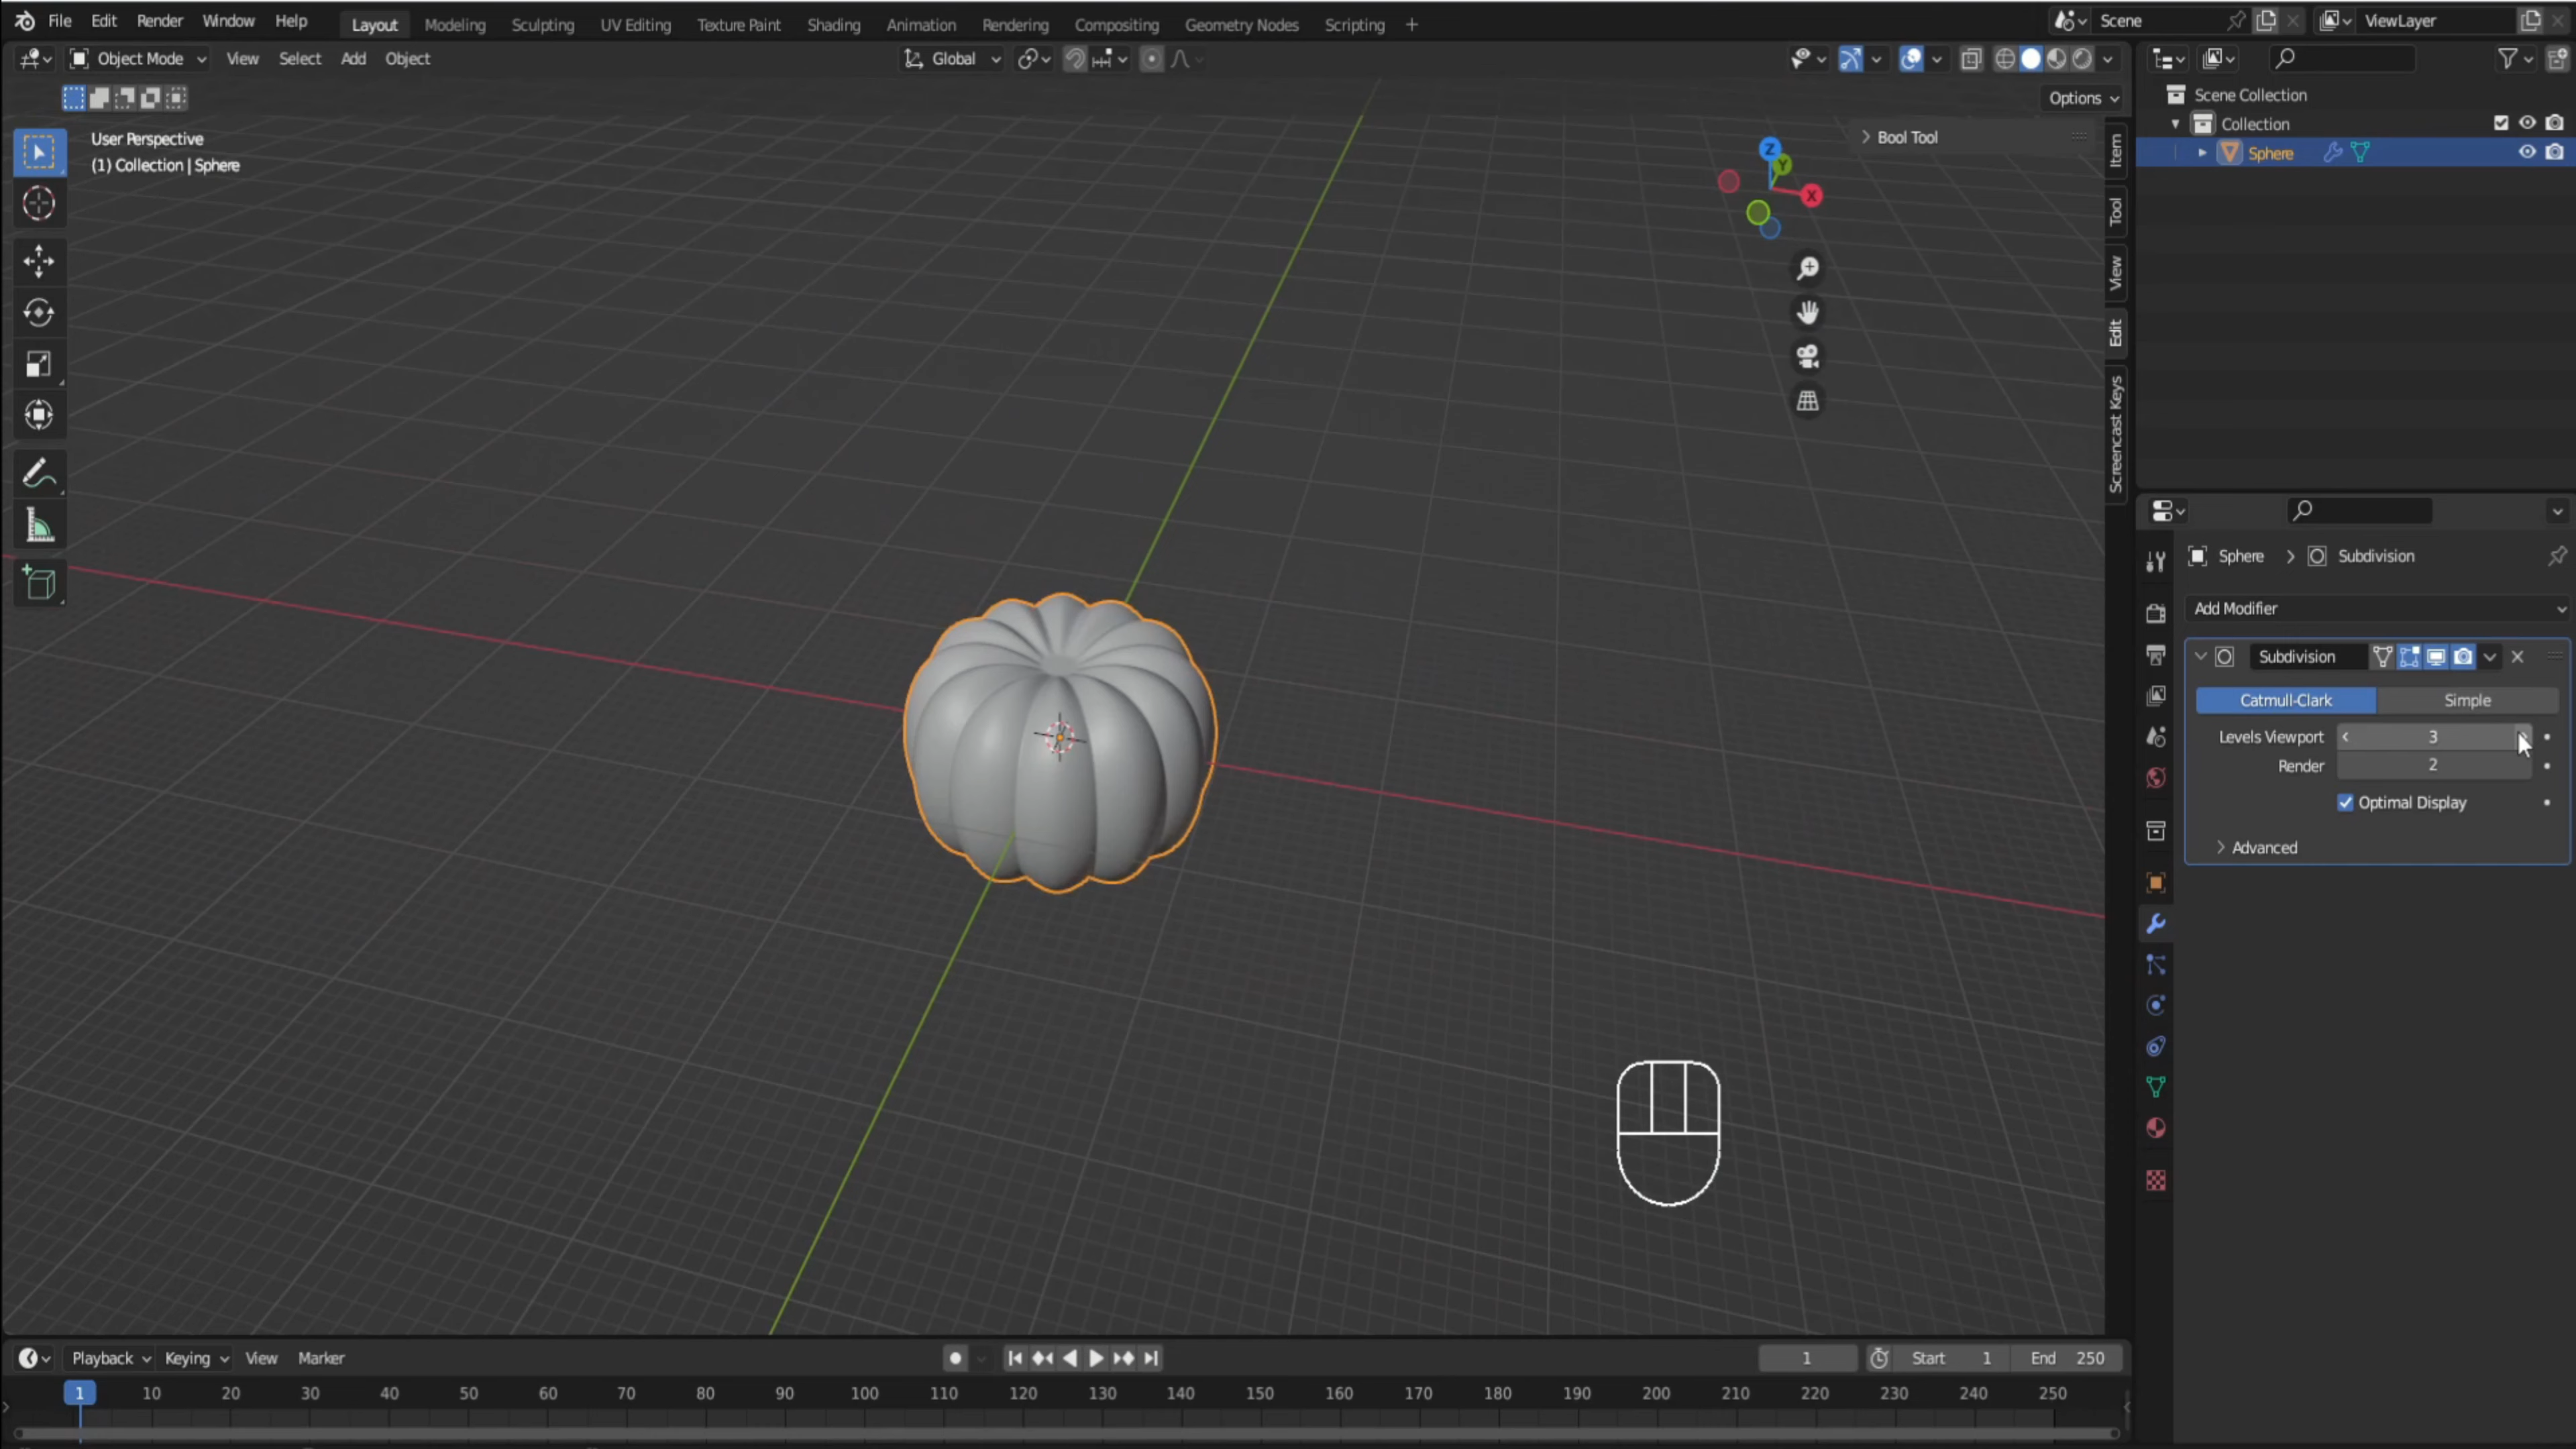 File Edit Render Window Help Layout Modeling Sculpting UV Editing Texture Paint Shading Animation Rendering Compositing Geometry Nodes Scripting + Scene ViewLayer
Object Mode View Select Add Object Global
Options
User Perspective
(1) Collection | Sphere
Bool Tool
Z
Y
X
Item
Tool
View
Edit
Screencast Keys
Scene Collection
Collection
Sphere
Sphere > Subdivision
Add Modifier
Subdivision
Catmull-Clark Simple
Levels Viewport 3
Render 2
Optimal Display
Advanced
Playback Keying View Marker 1 Start 1 End 250
1 10 20 30 40 50 60 70 80 90 100 110 120 130 140 150 160 170 180 190 200 210 220 230 240 250